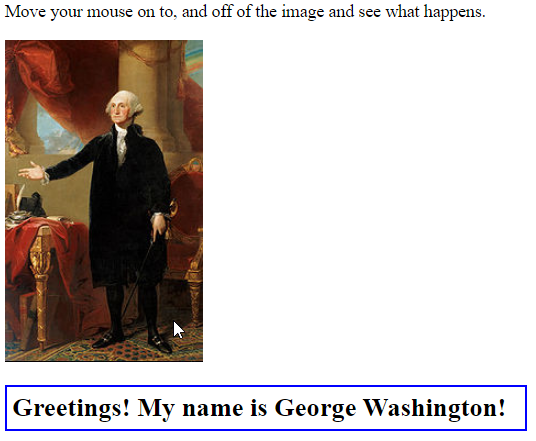 Move your mouse on to, and off of the image and see what happens.
Greetings! My name is George Washington!